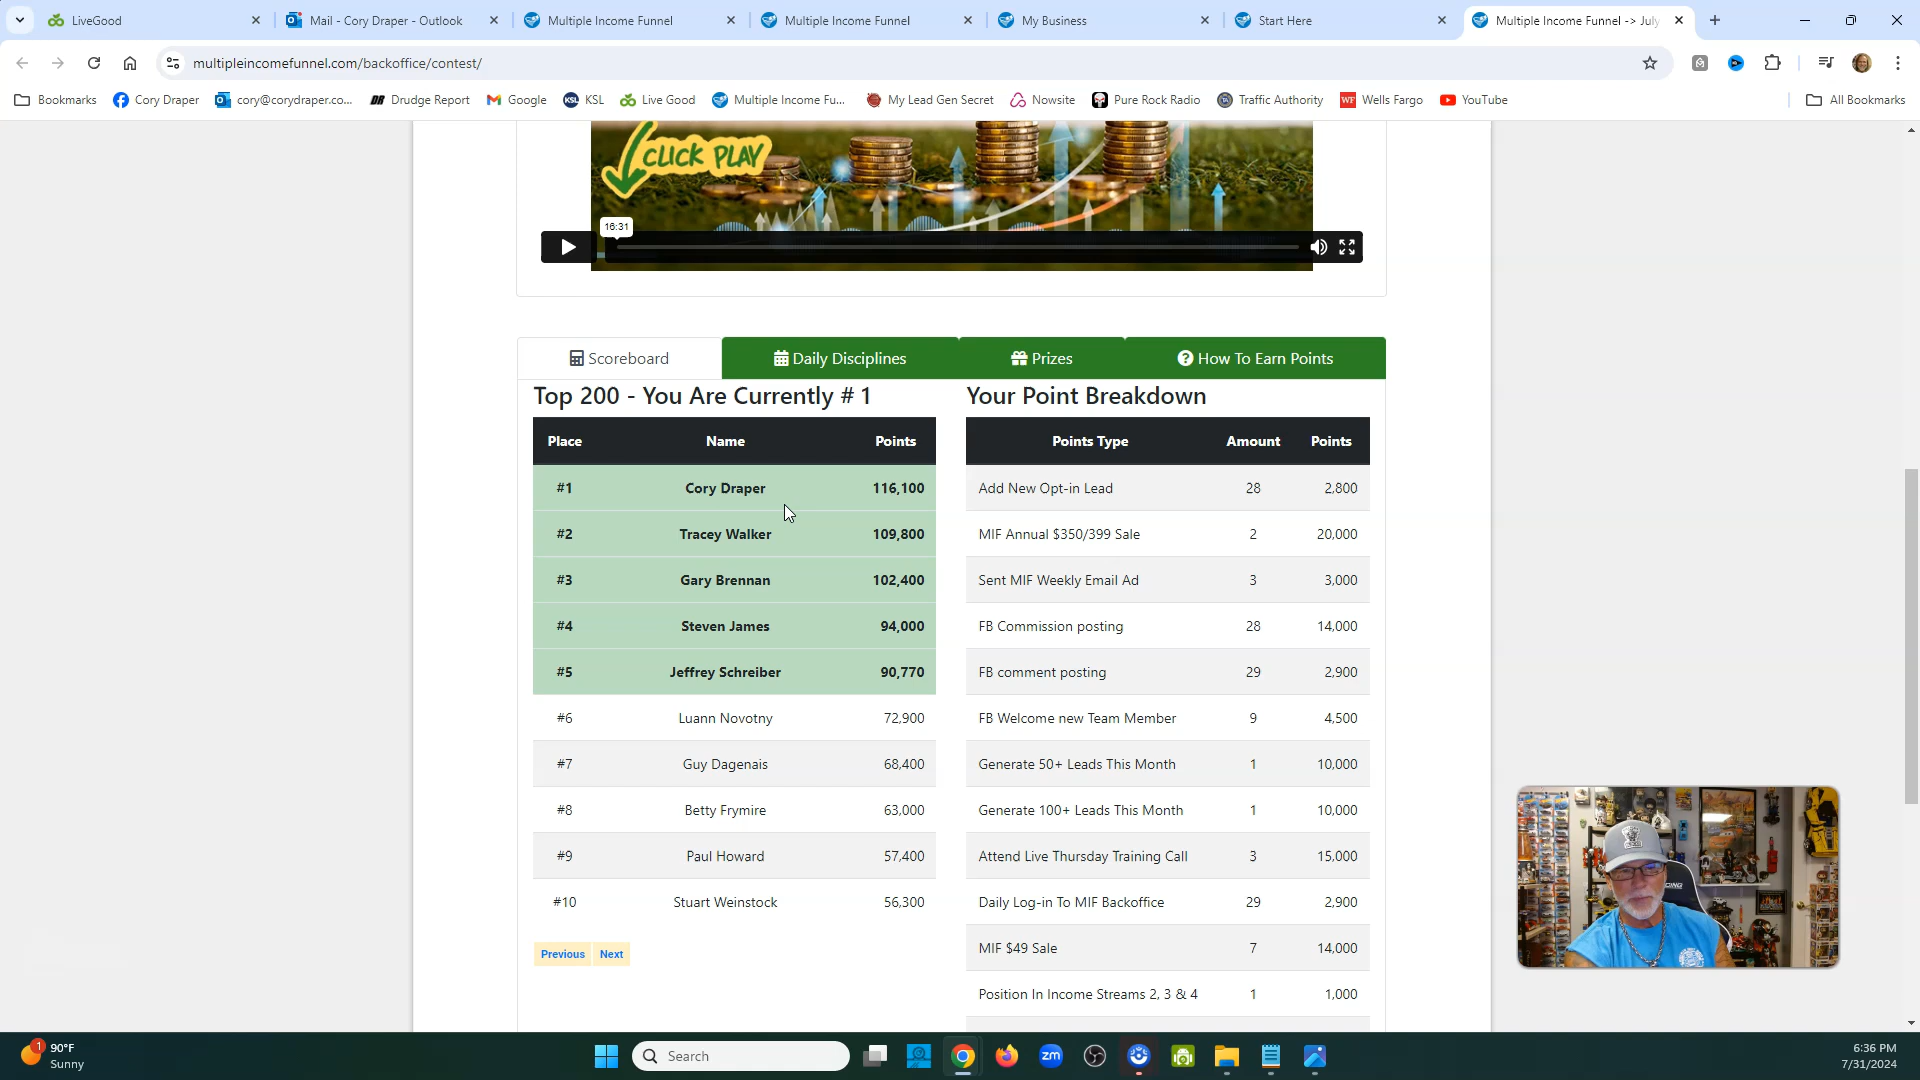 LiveGood
Mail - Cory Draper - Outlook
Multiple Income Funnel
Multiple Income Funnel
My Business
Start Here
Multiple Income Funnel -> July
multipleincomefunnel.com/backoffice/contest/
Bookmarks
Cory Draper
cory@corydraper.co...
DR Drudge Report
Google
KSL KSL
Live Good
Multiple Income Fu...
My Lead Gen Secret
Nowsite
Pure Rock Radio
Traffic Authority
WF Wells Fargo
YouTube
All Bookmarks
CLICK PLAY
16:31
Scoreboard
Daily Disciplines
Prizes
How To Earn Points
Top 200 - You Are Currently # 1
Place Name Points
#1 Cory Draper 116,100
#2 Tracey Walker 109,800
#3 Gary Brennan 102,400
#4 Steven James 94,000
#5 Jeffrey Schreiber 90,770
#6 Luann Novotny 72,900
#7 Guy Dagenais 68,400
#8 Betty Frymire 63,000
#9 Paul Howard 57,400
#10 Stuart Weinstock 56,300
Previous Next
Your Point Breakdown
Points Type Amount Points
Add New Opt-in Lead 28 2,800
MIF Annual $350/399 Sale 2 20,000
Sent MIF Weekly Email Ad 3 3,000
FB Commission posting 28 14,000
FB comment posting 29 2,900
FB Welcome new Team Member 9 4,500
Generate 50+ Leads This Month 1 10,000
Generate 100+ Leads This Month 1 10,000
Attend Live Thursday Training Call 3 15,000
Daily Log-in To MIF Backoffice 29 2,900
MIF $49 Sale 7 14,000
Position In Income Streams 2, 3 & 4 1 1,000
1
90°F
Sunny
Search
zm
6:36 PM
7/31/2024